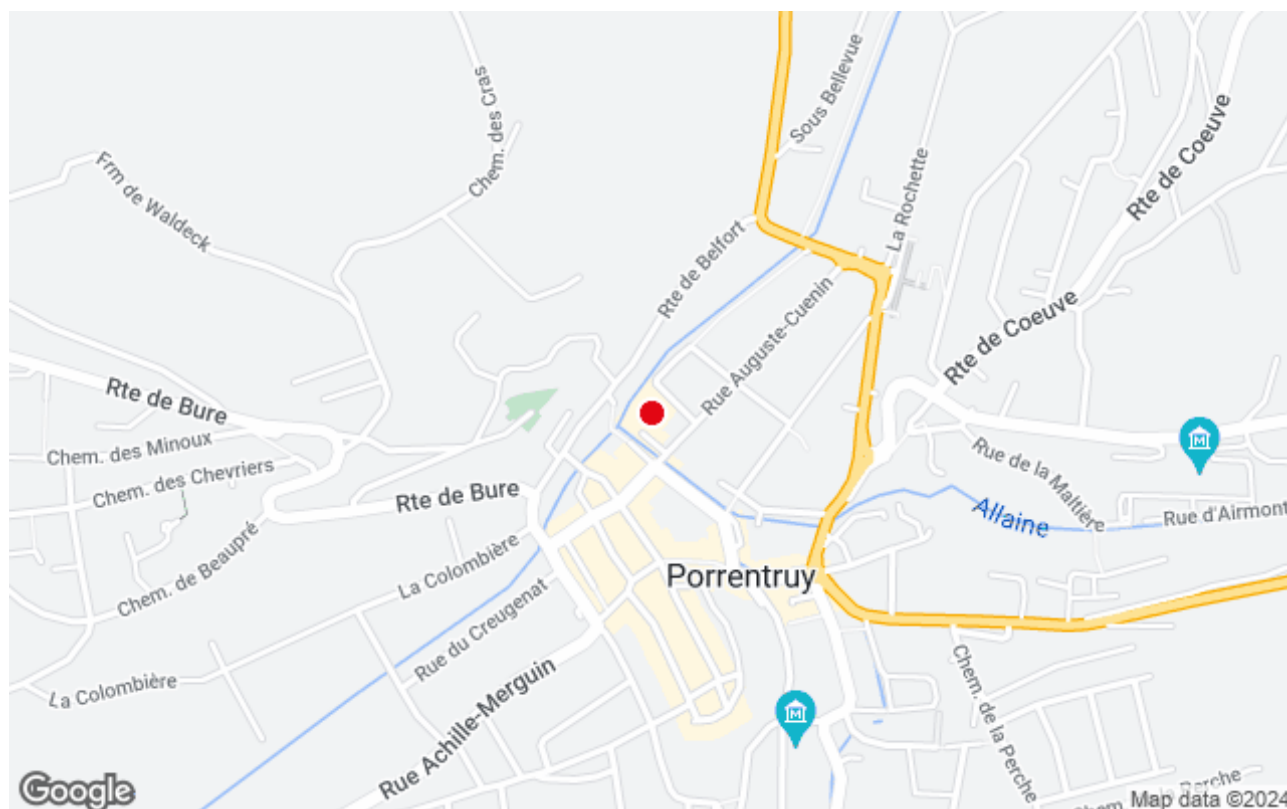 Chem. des Cras
Sous Bellevue
Frm de Waldeck
La Rochette
Rte de Coeuve
Rte de Belfort
Rue Auguste-Cuenin
Rte de Coeuve
Rte de Bure
Chem. des Minoux
Chem. des Chevriers
Rte de Bure
Rue de la Maltière
M
Allaine
Rue d'Airmont
Chem. de Beaupré
La Colombière
Porrentruy
Rue du Creugenat
La Colombière
Rue Achille-Merguin
Chem. de la Perche
M
Google
Chem
Perche
Map data ©2024